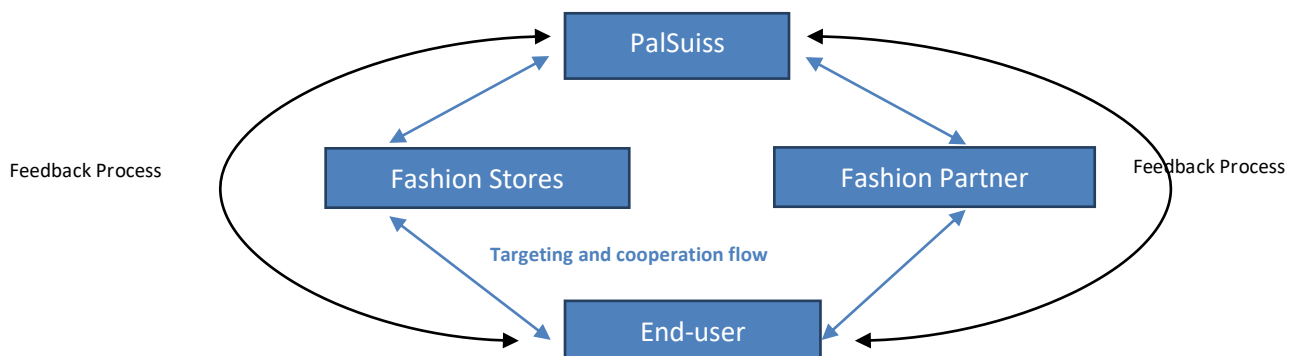 PalSuiss
Feedback Process
Fashion Stores
Fashion Partner
Feedback Process
Targeting and cooperation flow
End-user